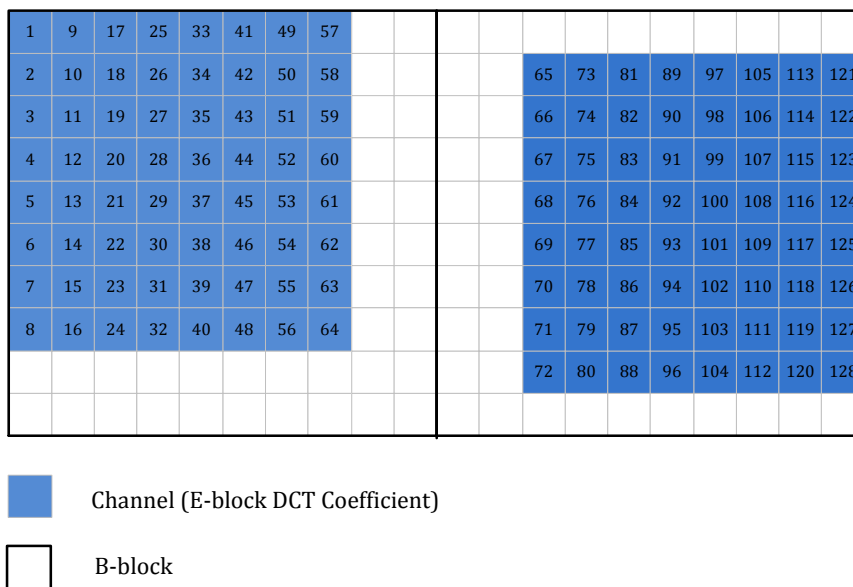 1 9 17 25 33 41 49 57
2 10 18 26 34 42 50 58 65 73 81 89 97 105 113 121
3 11 19 27 35 43 51 59 66 74 82 90 98 106 114 122
4 12 20 28 36 44 52 60 67 75 83 91 99 107 115 123
5 13 21 29 37 45 53 61 68 76 84 92 100 108 116 124
6 14 22 30 38 46 54 62 69 77 85 93 101 109 117 125
7 15 23 31 39 47 55 63 70 78 86 94 102 110 118 126
8 16 24 32 40 48 56 64 71 79 87 95 103 111 119 127
72 80 88 96 104 112 120 128
Channel (E-block DCT Coefficient)
B-block